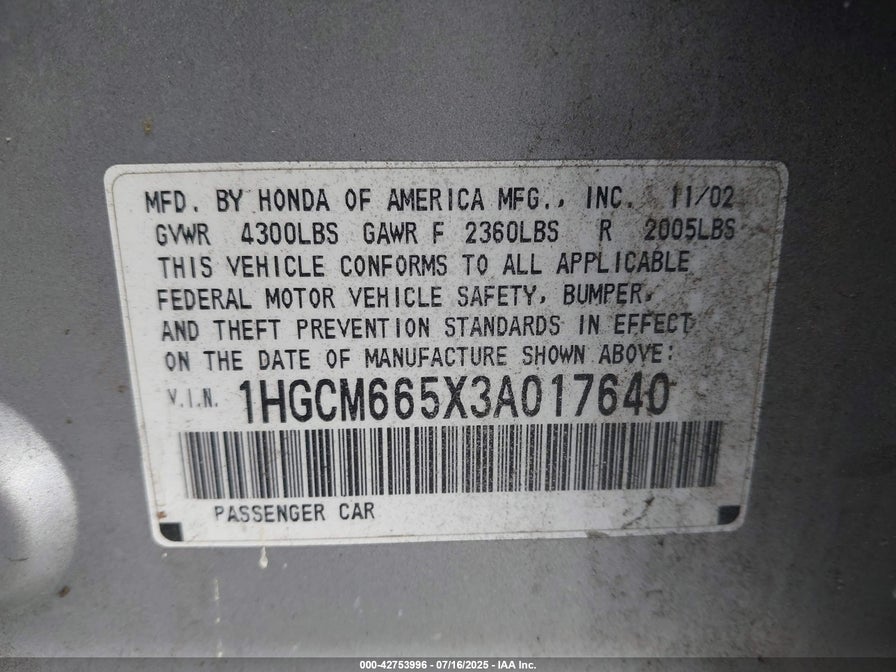 MFD. BY HONDA OF AMERICA MFG., INC. 11/02
GVWR 4300LBS GAWR F 2360LBS R 2005LBS
THIS VEHICLE CONFORMS TO ALL APPLICABLE
FEDERAL MOTOR VEHICLE SAFETY, BUMPER,
AND THEFT PREVENTION STANDARDS IN EFFECT
ON THE DATE OF MANUFACTURE SHOWN ABOVE:
V.I.N. 1HGCM665X3A017640
PASSENGER CAR
000-42753996 - 07/16/2025 - IAA Inc.